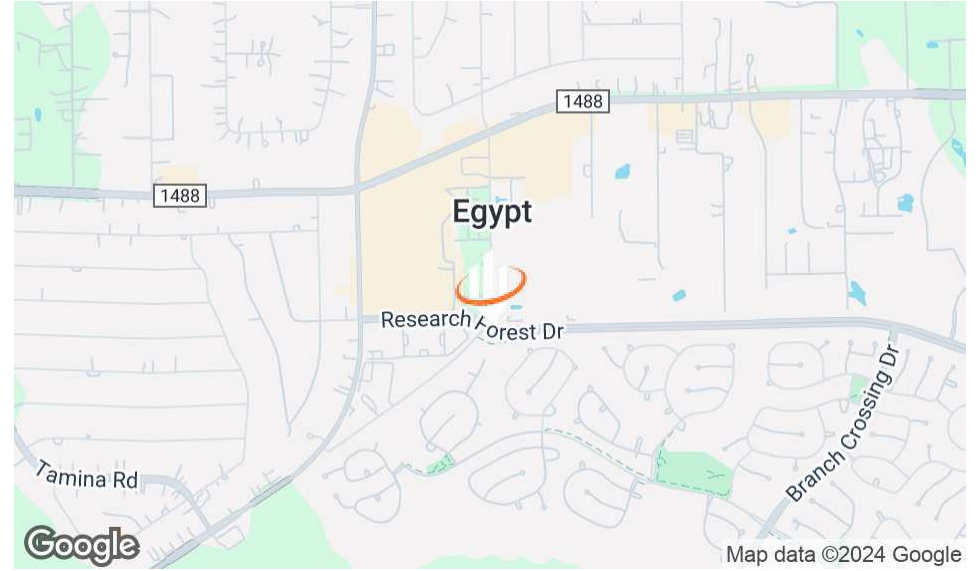 1488
1488
Egypt
Research Forest Dr
Branch Crossing Dr
Tamina Rd
Google
Map data ©2024 Google